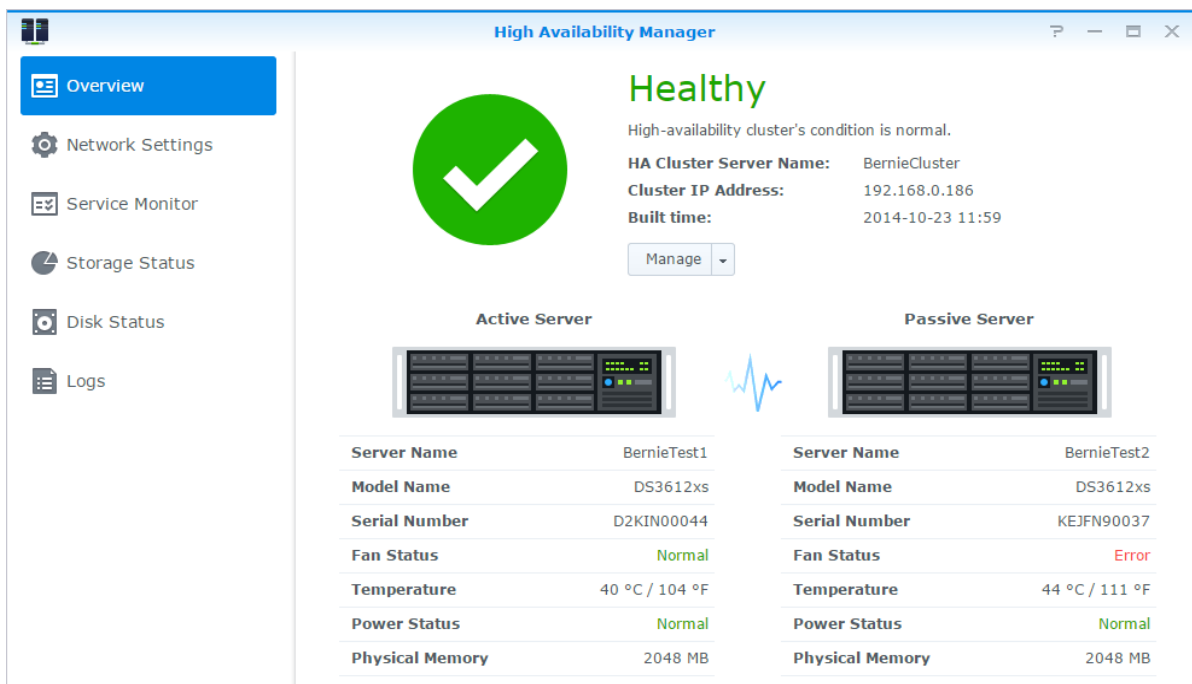 High Availability Manager
Overview
Network Settings
Service Monitor
Storage Status
Disk Status
Logs
Healthy
High-availability cluster's condition is normal.
HA Cluster Server Name: BernieCluster
Cluster IP Address: 192.168.0.186
Built time: 2014-10-23 11:59
Manage
Active Server
Server Name BernieTest1
Model Name DS3612xs
Serial Number D2KIN00044
Fan Status Normal
Temperature 40 °C / 104 °F
Power Status Normal
Physical Memory 2048 MB
Passive Server
Server Name BernieTest2
Model Name DS3612xs
Serial Number KEJFN90037
Fan Status Error
Temperature 44 °C / 111 °F
Power Status Normal
Physical Memory 2048 MB